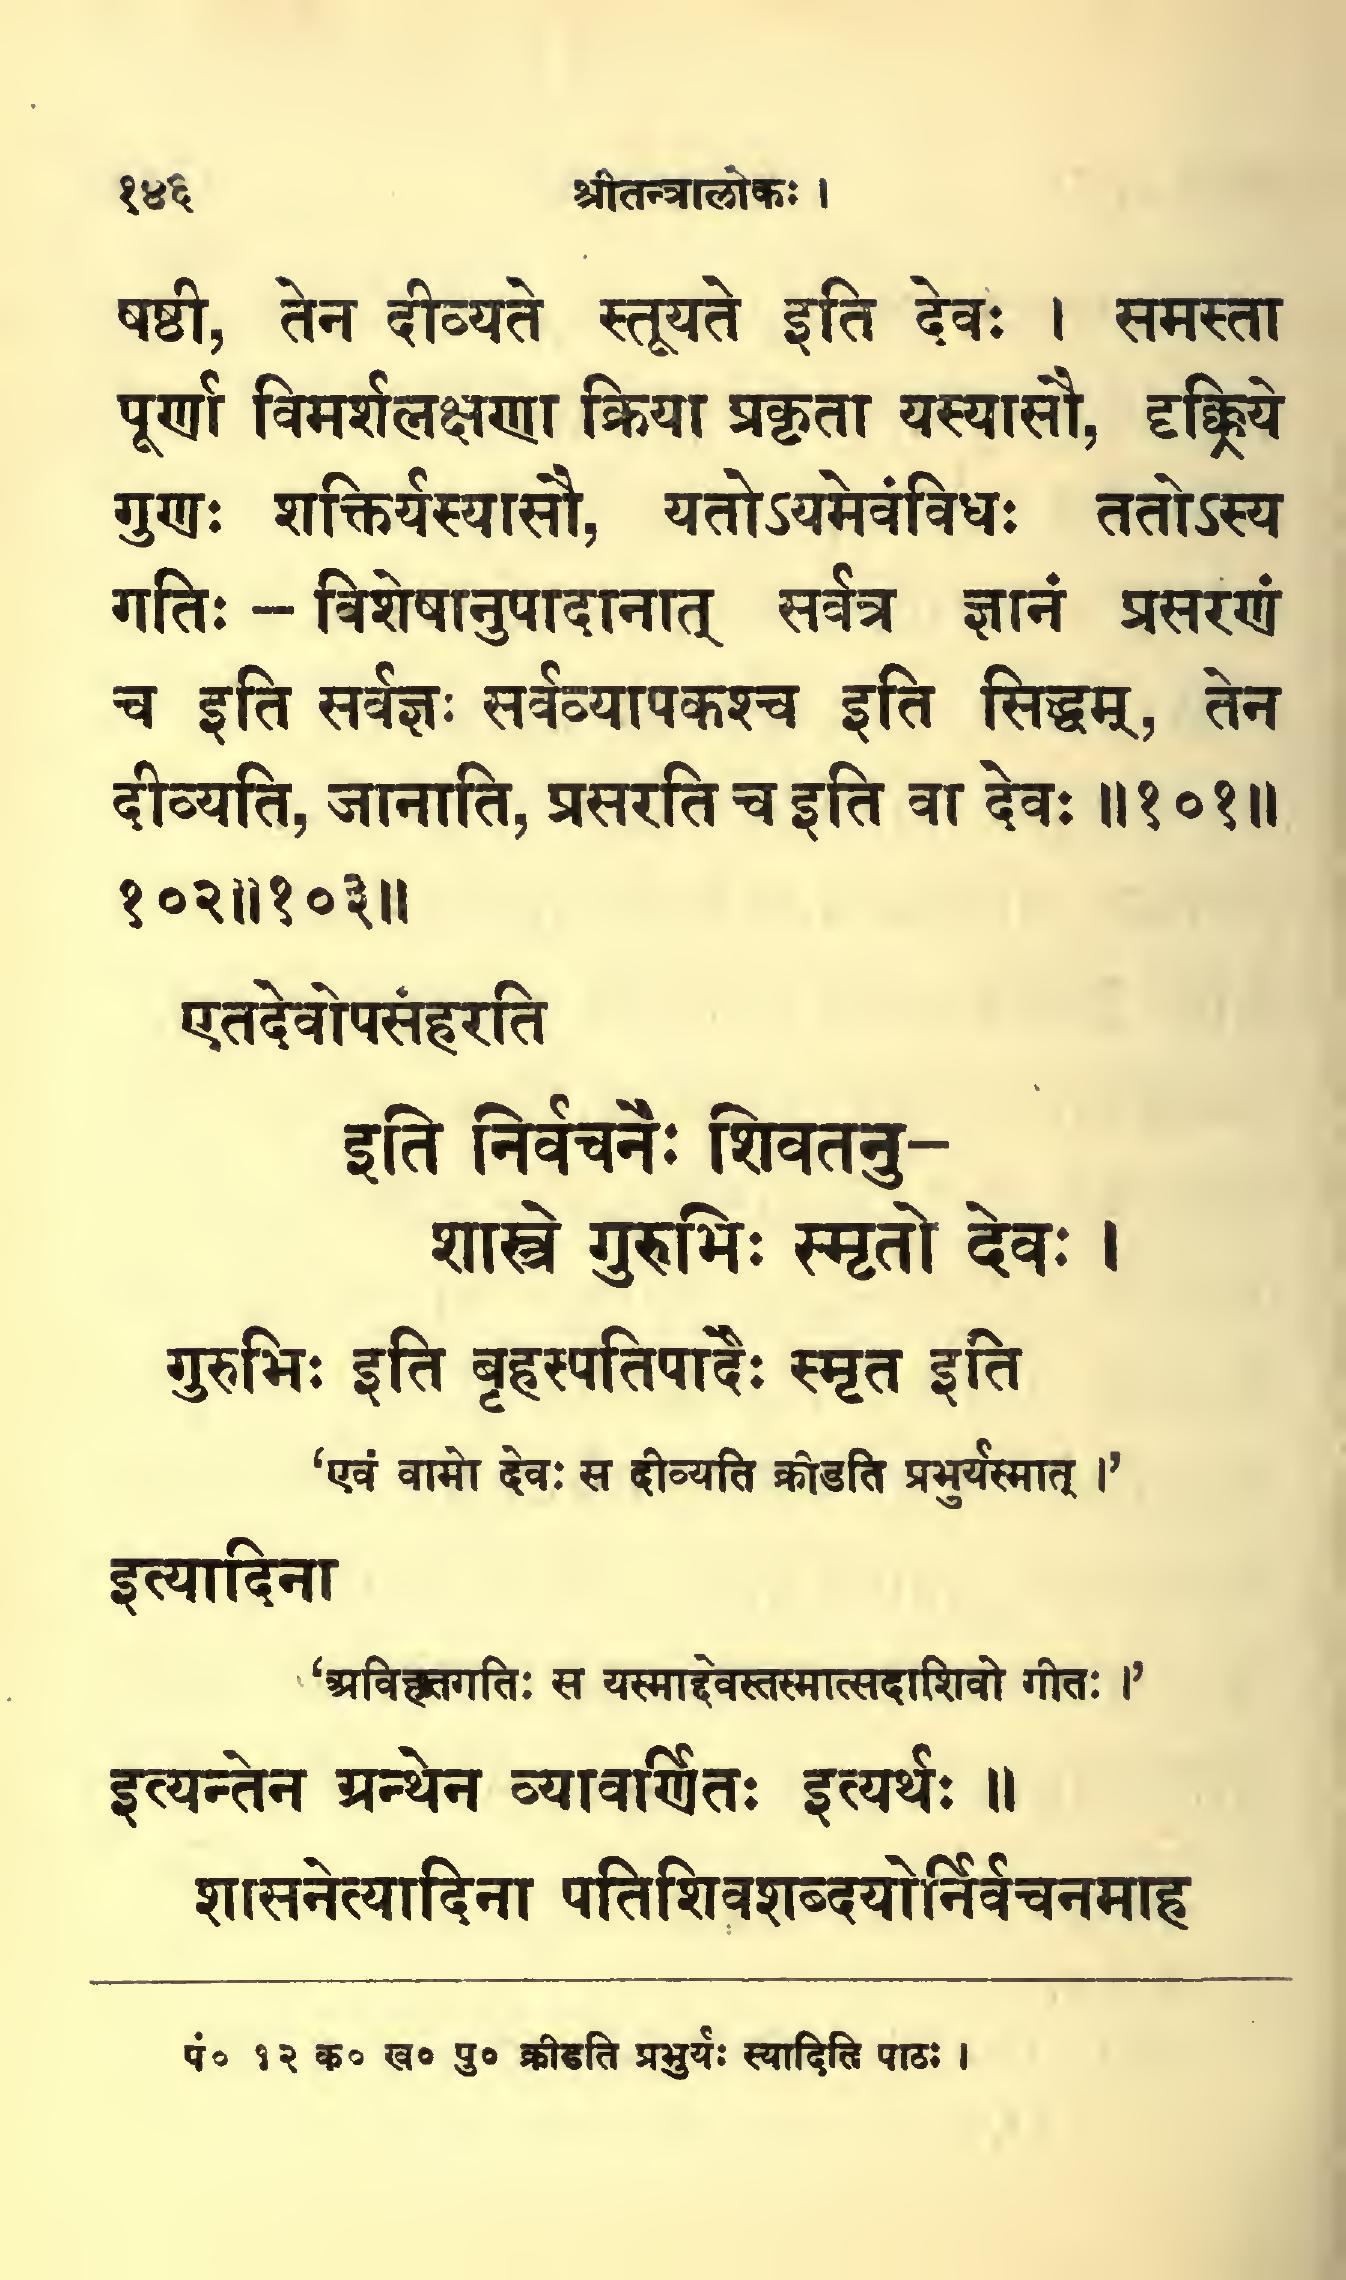 १४६ श्रीतन्त्रालोकः ।
षष्ठी, तेन दीव्यते स्तूयते इति देवः । समस्ता
पूर्णा विमर्शलक्षणा क्रिया प्रकृता यस्यासौ, दृक्क्रिये
गुणः शक्तिर्यस्यासौ, यतोऽयमेवंविधः ततोऽस्य
गतिः – विशेषानुपादानात् सर्वत्र ज्ञानं प्रसरणं
च इति सर्वज्ञः सर्वव्यापकश्च इति सिद्धम्, तेन
दीव्यति, जानाति, प्रसरति च इति वा देवः ॥१०१॥
१०२॥१०३॥
एतदेवोपसंहरति
इति निर्वचनैः शिवतनु–
शास्त्रे गुरुभिः स्मृतो देवः ।
गुरुभिः इति बृहस्पतिपादैः स्मृत इति
‘एवं वामो देवः स दीव्यति क्रीडति प्रभुर्यस्मात् ।’
इत्यादिना
‘अविहतगतिः स यस्माद्देवस्तस्मात्सदाशिवो गीतः ।’
इत्यन्तेन ग्रन्थेन व्यावर्णितः इत्यर्थः ॥
शासनेत्यादिना पतिशिवशब्दयोर्निर्वचनमाह
पं० १२ क० ख० पु० क्रीडति प्रभुर्यः स्यादिति पाठः ।